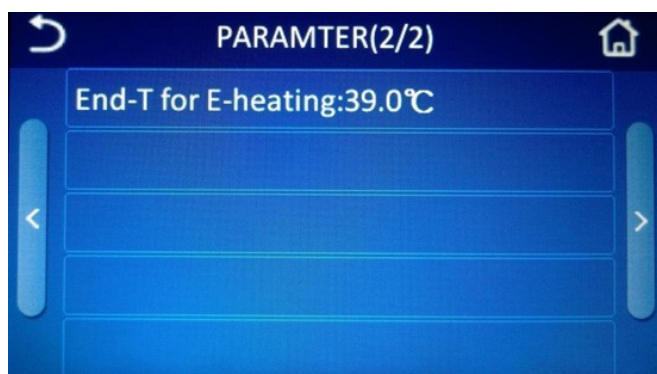 PARAMTER(2/2)
End-T for E-heating:39.0℃
<
>